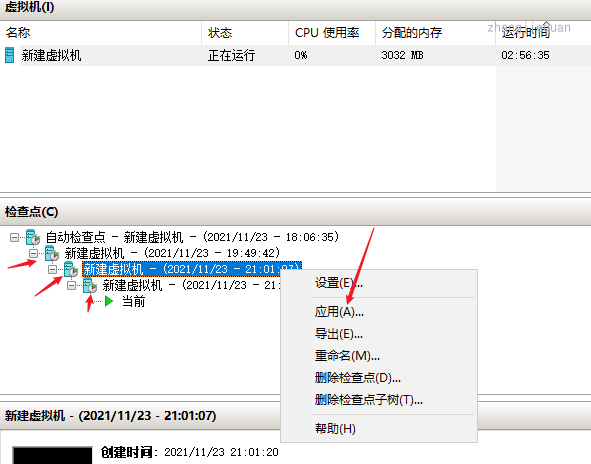 虚拟机(I)
名称 状态 CPU 使用率 分配的内存 运行时间
新建虚拟机 正在运行 0% 3032 MB 02:56:35
检查点(C)
自动检查点 - 新建虚拟机 - (2021/11/23 - 18:06:35)
新建虚拟机 - (2021/11/23 - 19:49:42)
新建虚拟机 - (2021/11/23 - 21:01:07)
新建虚拟机 - (2021/11/23 - 21:
当前
设置(E)...
应用(A)...
导出(E)...
重命名(M)...
删除检查点(D)...
删除检查点子树(T)...
帮助(H)
新建虚拟机 - (2021/11/23 - 21:01:07)
创建时间: 2021/11/23 21:01:20